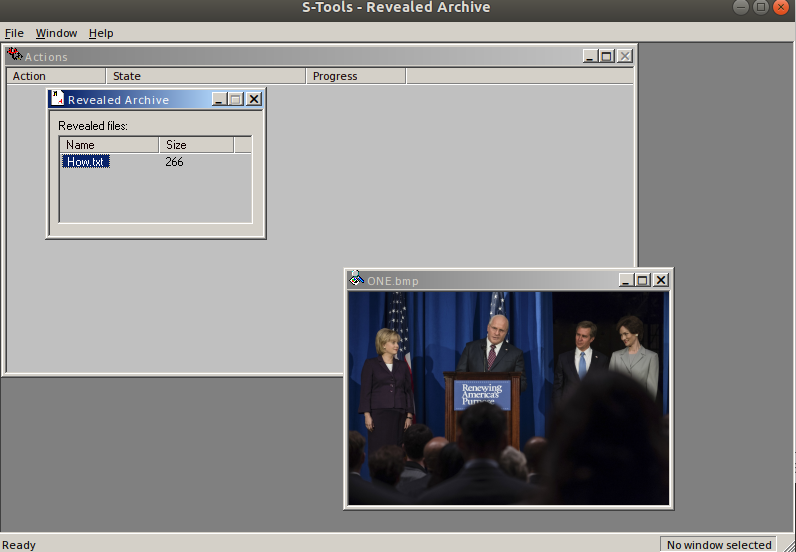 S-Tools - Revealed Archive
File Window Help
Actions
Action State Progress
Revealed Archive
Revealed files:
Name Size
How.txt 266
ONE.bmp
Renewing
America's
Purpose
Ready
No window selected